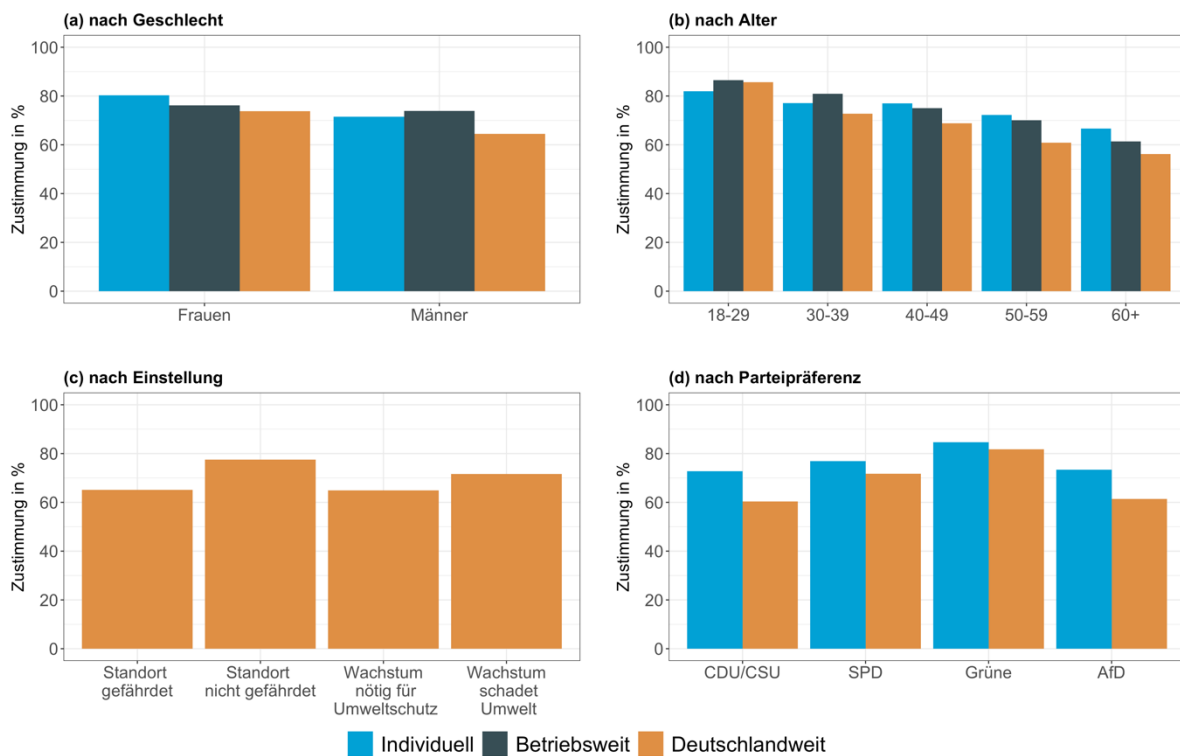 (a) nach Geschlecht
Zustimmung in %
100
80
60
40
20
0
Frauen Männer
(b) nach Alter
Zustimmung in %
100
80
60
40
20
0
18-29 30-39 40-49 50-59 60+
(c) nach Einstellung
Zustimmung in %
100
80
60
40
20
0
Standort
gefährdet
Standort
nicht gefährdet
Wachstum
nötig für
Umweltschutz
Wachstum
schadet
Umwelt
(d) nach Parteipräferenz
Zustimmung in %
100
80
60
40
20
0
CDU/CSU SPD Grüne AfD
Individuell Betriebsweit Deutschlandweit